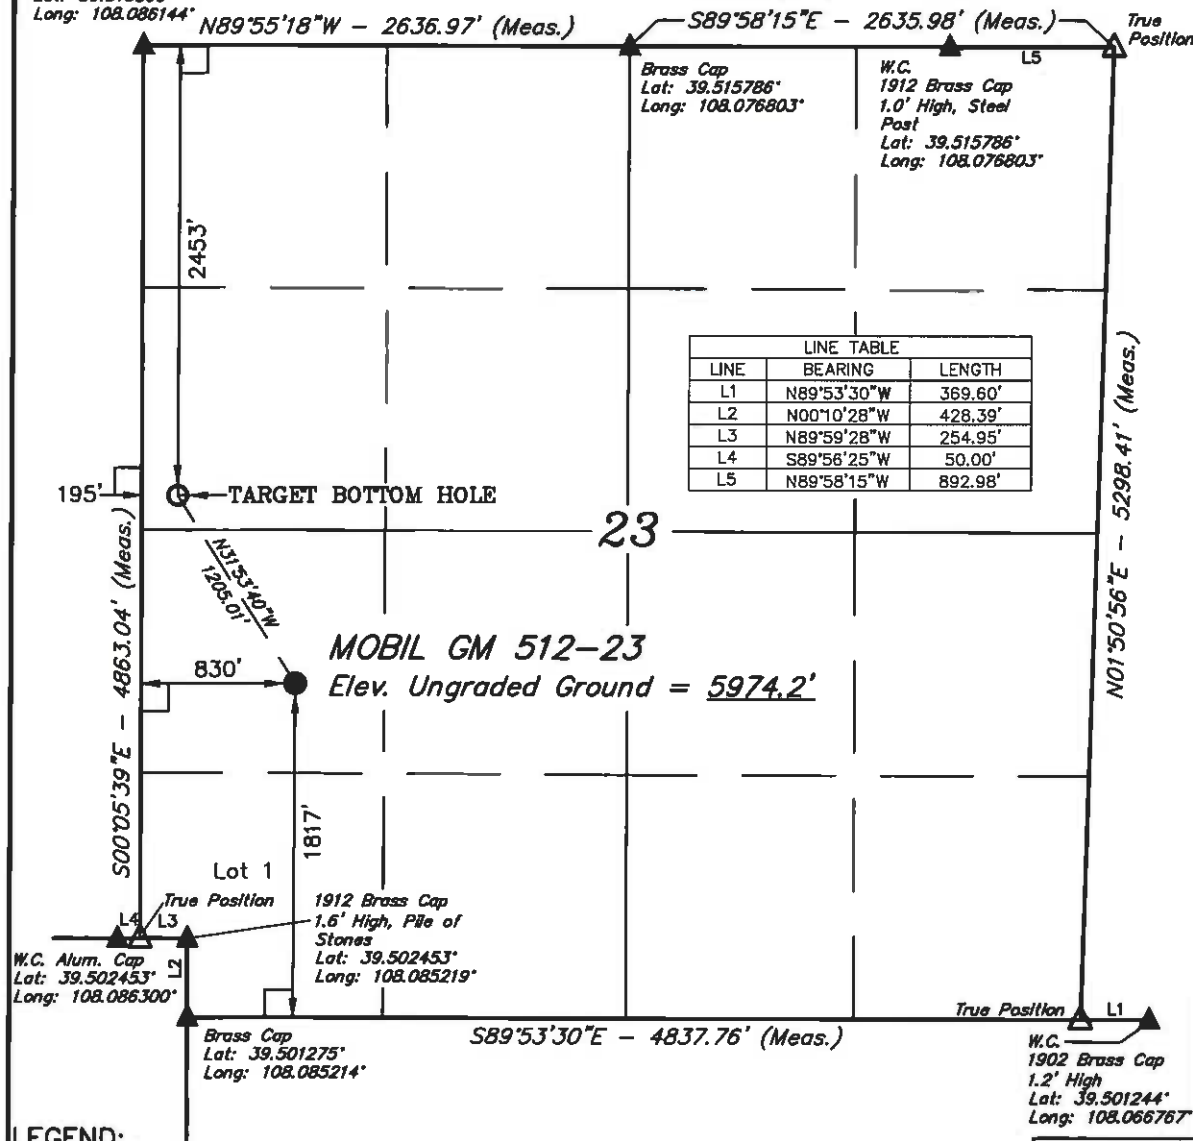 Long: 108.086144°
N89°55'18"W - 2636.97' (Meas.)
S89°58'15"E - 2635.98' (Meas.)
True
Position
L5
Brass Cap
Lat: 39.515786°
Long: 108.076803°
W.C.
1912 Brass Cap
1.0' High, Steel
Post
Lat: 39.515786°
Long: 108.076803°
2453'
LINE TABLE
LINE BEARING LENGTH
L1 N89°53'30"W 369.60'
L2 N00°10'28"W 428.39'
L3 N89°59'28"W 254.95'
L4 S89°56'25"W 50.00'
L5 N89°58'15"W 892.98'
N01°50'56"E - 5298.41' (Meas.)
195'
TARGET BOTTOM HOLE
23
N31°53'40"W
1205.01'
S00°05'39"E - 4863.04' (Meas.)
MOBIL GM 512-23
830'
Elev. Ungraded Ground = 5974.2'
1817'
Lot 1
True Position
L4
L3
1912 Brass Cap
1.6' High, Pile of
Stones
Lat: 39.502453°
Long: 108.085219°
W.C. Alum. Cap
Lat: 39.502453°
Long: 108.086300°
L2
True Position
L1
Brass Cap
Lat: 39.501275°
Long: 108.085214°
S89°53'30"E - 4837.76' (Meas.)
W.C.
1902 Brass Cap
1.2' High
Lat: 39.501244°
Long: 108.066767°
LEGEND: